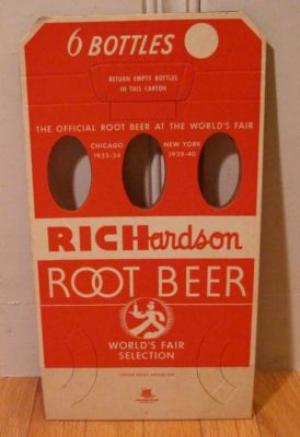 6 BOTTLES
RETURN EMPTY BOTTLES
IN THIS CARTON
THE OFFICIAL ROOT BEER AT THE WORLD'S FAIR
CHICAGO
1933-34
NEW YORK
1939-40
RICHardson
ROOT BEER
WORLD'S FAIR
SELECTION